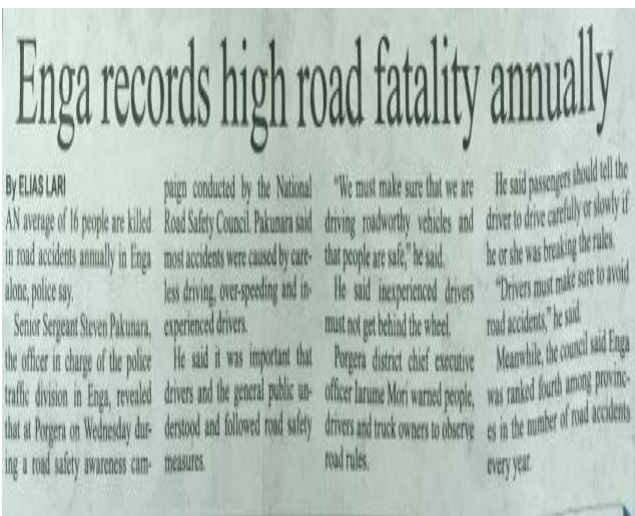 Enga records high road fatality annually
By ELIAS LARI
AN average of 16 people are killed
in road accidents annually in Enga
alone, police say.
Senior Sergeant Steven Pakunara,
the officer in charge of the police
traffic division in Enga, revealed
that at Porgera on Wednesday dur-
ing a road safety awareness cam-
paign conducted by the National
Road Safety Council. Pakunara said
most accidents were caused by care-
less driving, over-speeding and in-
experienced drivers.
He said it was important that
drivers and the general public un-
derstood and followed road safety
measures.
"We must make sure that we are
driving roadworthy vehicles and
that people are safe," he said.
He said inexperienced drivers
must not get behind the wheel.
Porgera district chief executive
officer Iarume Mori warned people,
drivers and truck owners to observe
road rules.
He said passengers should tell the
driver to drive carefully or slowly if
he or she was breaking the rules.
"Drivers must make sure to avoid
road accidents," he said.
Meanwhile, the council said Enga
was ranked fourth among provinc-
es in the number of road accidents
every year.